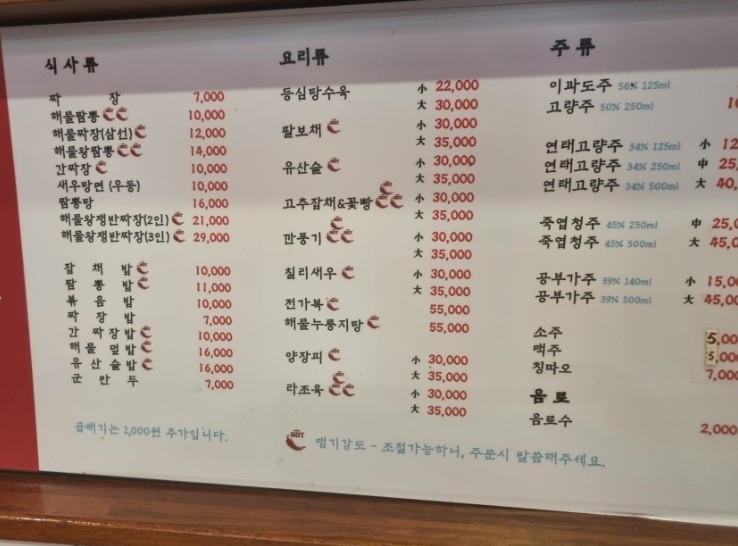 식사류
짜 장 7,000
해물짬뽕 10,000
해물짜장(삼선) 12,000
해물왕짬뽕 14,000
간짜장 10,000
새우탕면 (우동) 10,000
짬뽕탕 16,000
해물왕쟁반짜장(2인) 21,000
해물왕쟁반짜장(3인) 29,000
잡 채 밥 10,000
짬 뽕 밥 11,000
볶 음 밥 10,000
짜 장 밥 7,000
간 짜 장 밥 10,000
해 물 덮 밥 16,000
유 산 슬 밥 16,000
군 만 두 7,000
곱배기는 1,000원 추가입니다.
요리류
등심탕수육 小 22,000
大 30,000
팔보채 小 30,000
大 35,000
유산슬 小 30,000
大 35,000
고추잡채&꽃빵 小 30,000
大 35,000
깐풍기 小 30,000
大 35,000
칠리새우 小 30,000
大 35,000
전가복 55,000
해물누룽지탕 55,000
양장피 小 30,000
大 35,000
라조육 小 30,000
大 35,000
HOT 맵기강도 - 조절가능하니, 주문시 말씀해주세요.
주류
이과도주 56% 125ml
고량주 50% 250ml
연태고량주 34% 125ml 小
연태고량주 34% 250ml 中
연태고량주 34% 500ml 大
죽엽청주 45% 250ml 中
죽엽청주 45% 500ml 大
공부가주 39% 140ml 小
공부가주 39% 500ml 大
소주
맥주
칭따오 7,000
음료
음료수 2,000